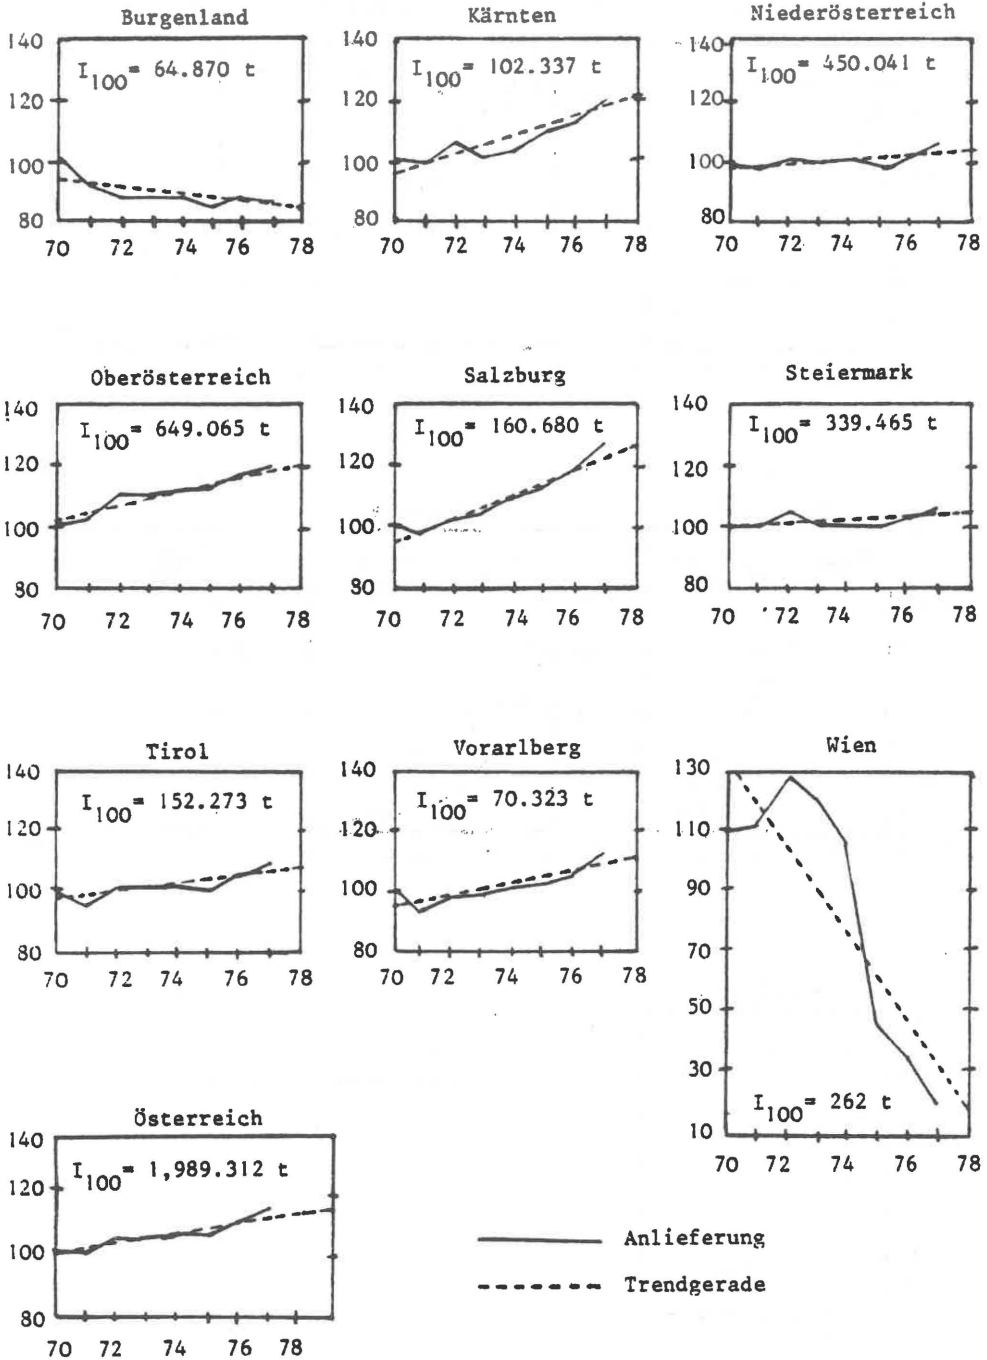 Burgenland
140
I100= 64.870 t
120
100
80
70 72 74 76 78
Kärnten
140
I100= 102.337 t
120
100
80
70 72 74 76 78
Niederösterreich
140
I100= 450.041 t
120
100
80
70 72 74 76 78
Oberösterreich
140
I100= 649.065 t
120
100
80
70 72 74 76 78
Salzburg
140
I100= 160.680 t
120
100
80
70 72 74 76 78
Steiermark
140
I100= 339.465 t
120
100
80
70 72 74 76 78
Tirol
140
I100= 152.273 t
120
100
80
70 72 74 76 78
Vorarlberg
140
I100= 70.323 t
120
100
80
70 72 74 76 78
Wien
130
110
90
70
50
30
I100= 262 t
10
70 72 74 76 78
Österreich
140
I100= 1,989.312 t
120
100
80
70 72 74 76 78
Anlieferung
Trendgerade